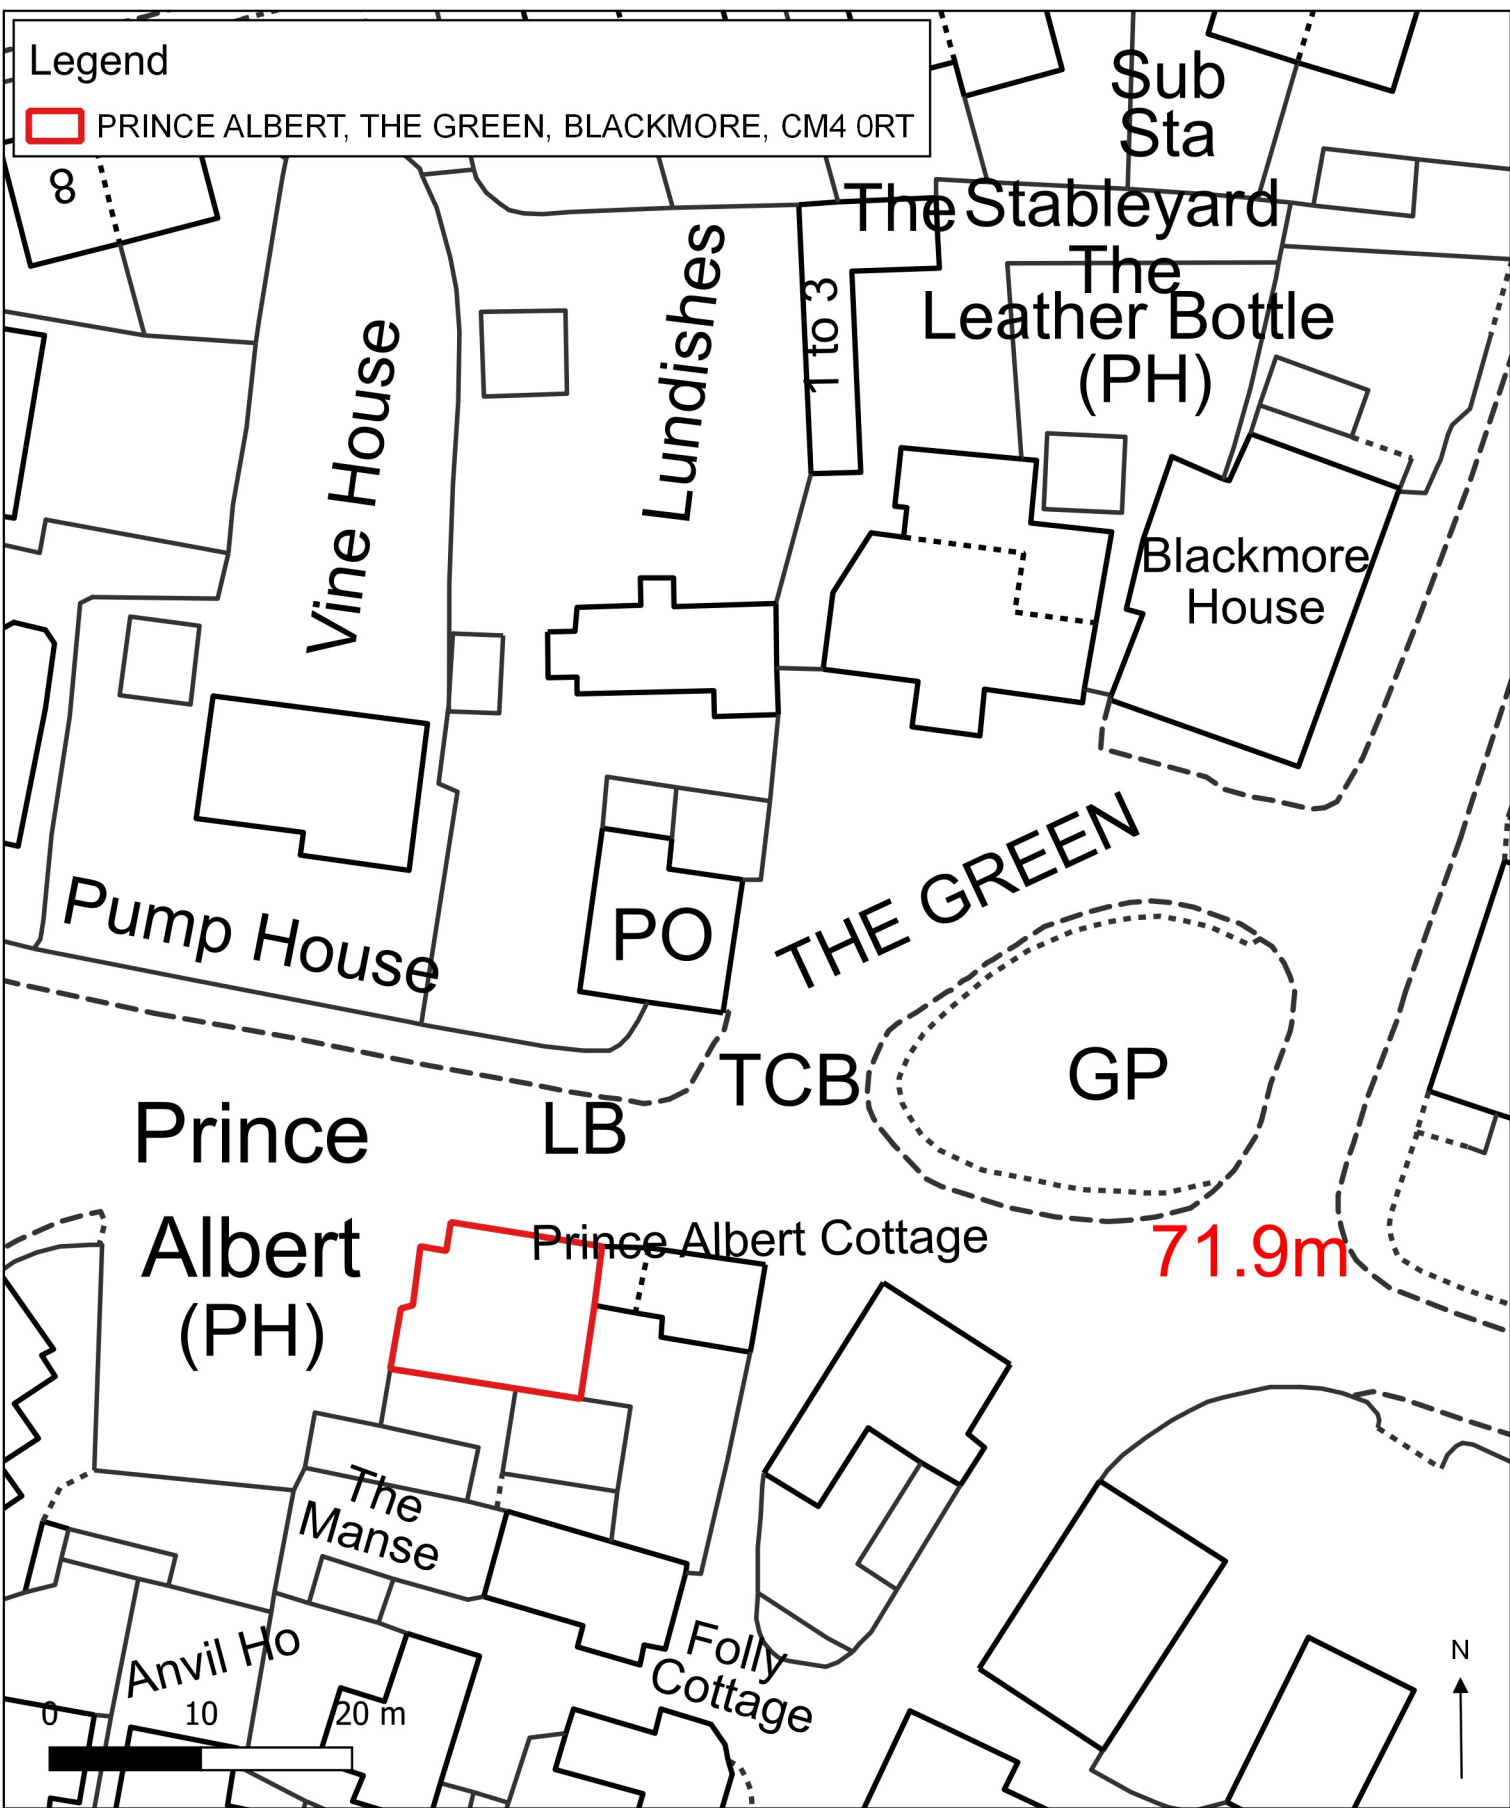 Legend
PRINCE ALBERT, THE GREEN, BLACKMORE, CM4 0RT
8
Sub
Sta
The Stableyard
The
Leather Bottle
(PH)
1 to 3
Lundishes
Vine House
Blackmore
House
THE GREEN
Pump House
PO
TCB
GP
LB
Prince
Albert
(PH)
Prince Albert Cottage
71.9m
The
Manse
Anvil Ho
Folly
Cottage
N
0 10 20 m